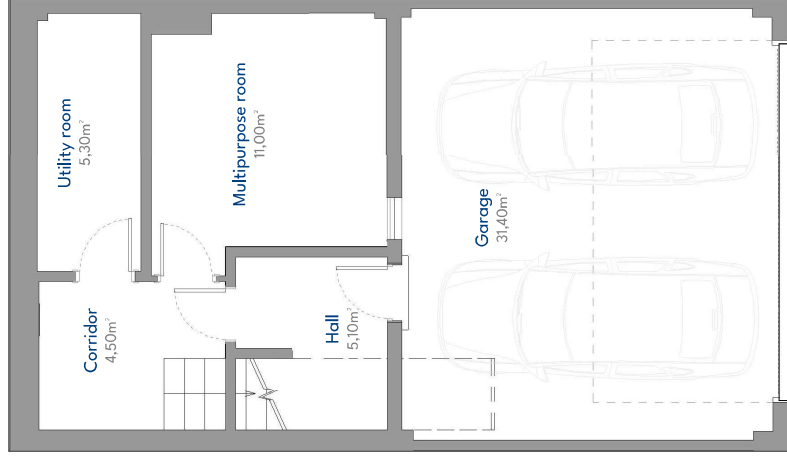 Utility room
5,30m²
Multipurpose room
11,00m²
Garage
31,40m²
Corridor
4,50m²
Hall
5,10m²